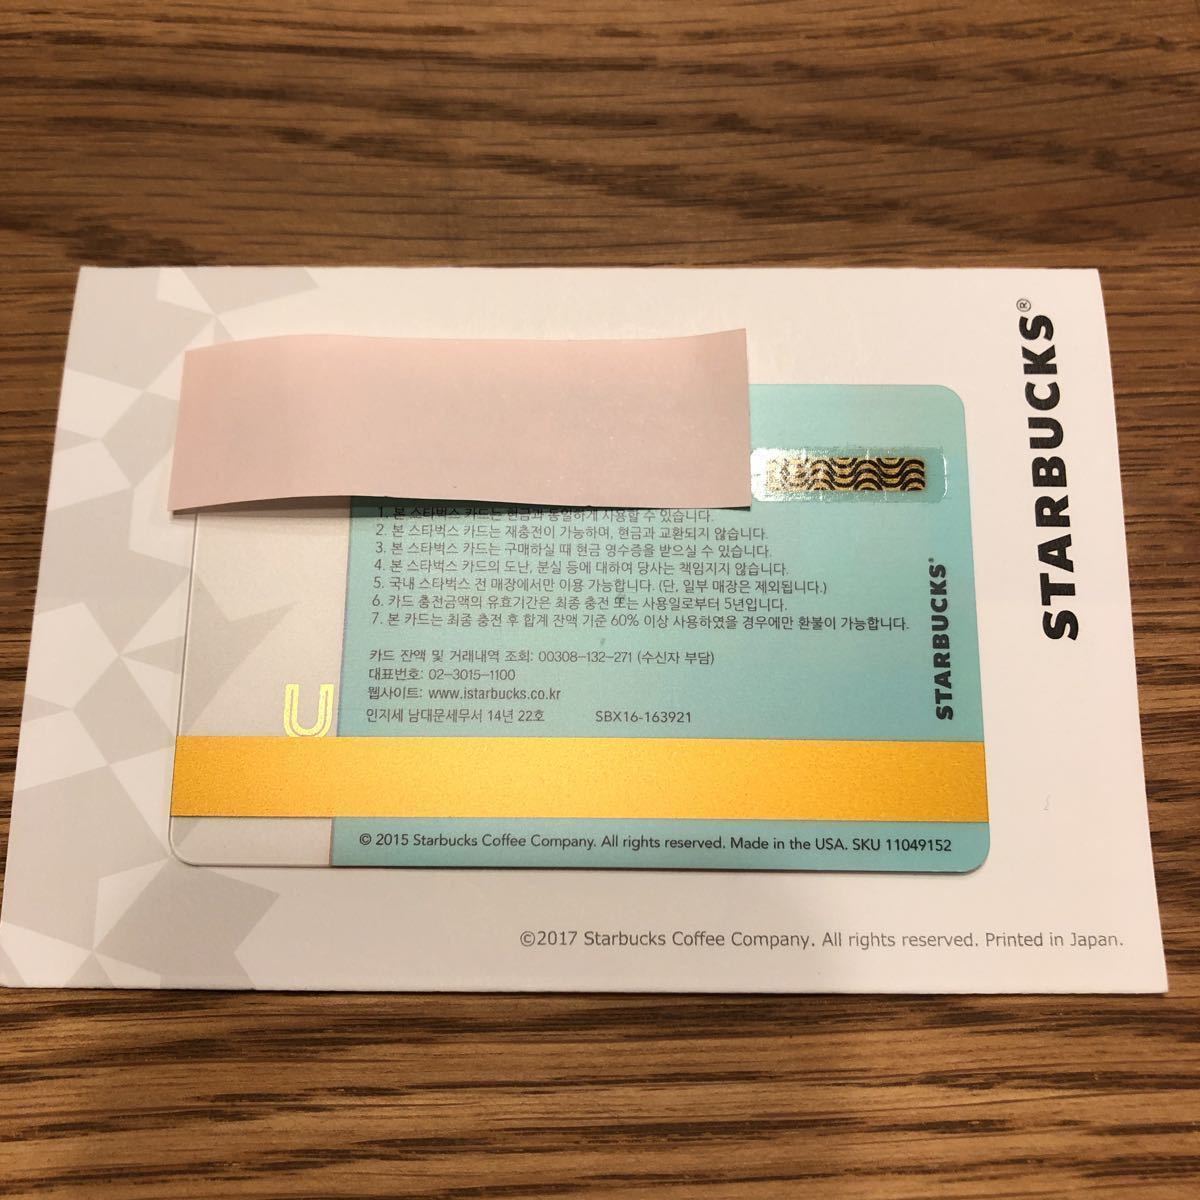 STARBUCKS®
1. 본 스타벅스 카드는 현금과 동일하게 사용할 수 있습니다.
2. 본 스타벅스 카드는 재충전이 가능하며, 현금과 교환되지 않습니다.
3. 본 스타벅스 카드는 구매하실 때 현금 영수증을 받으실 수 있습니다.
4. 본 스타벅스 카드의 도난, 분실 등에 대하여 당사는 책임지지 않습니다.
5. 국내 스타벅스 전 매장에서만 이용 가능합니다. (단, 일부 매장은 제외됩니다.)
6. 카드 충전금액의 유효기간은 최종 충전 또는 사용일로부터 5년입니다.
7. 본 카드는 최종 충전 후 합계 잔액 기준 60% 이상 사용하였을 경우에만 환불이 가능합니다.
카드 잔액 및 거래내역 조회: 00308-132-271 (수신자 부담)
대표번호: 02-3015-1100
웹사이트: www.istarbucks.co.kr
인지세 남대문세무서 14년 22호 SBX16-163921
STARBUCKS®
U
© 2015 Starbucks Coffee Company. All rights reserved. Made in the USA. SKU 11049152
©2017 Starbucks Coffee Company. All rights reserved. Printed in Japan.